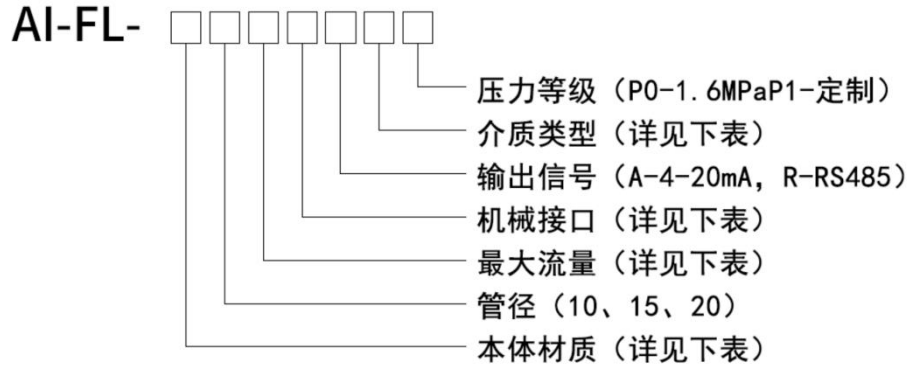 AI-FL-
压力等级（P0-1.6MPaP1-定制）
介质类型（详见下表）
输出信号（A-4-20mA，R-RS485）
机械接口（详见下表）
最大流量（详见下表）
管径（10、15、20）
本体材质（详见下表）